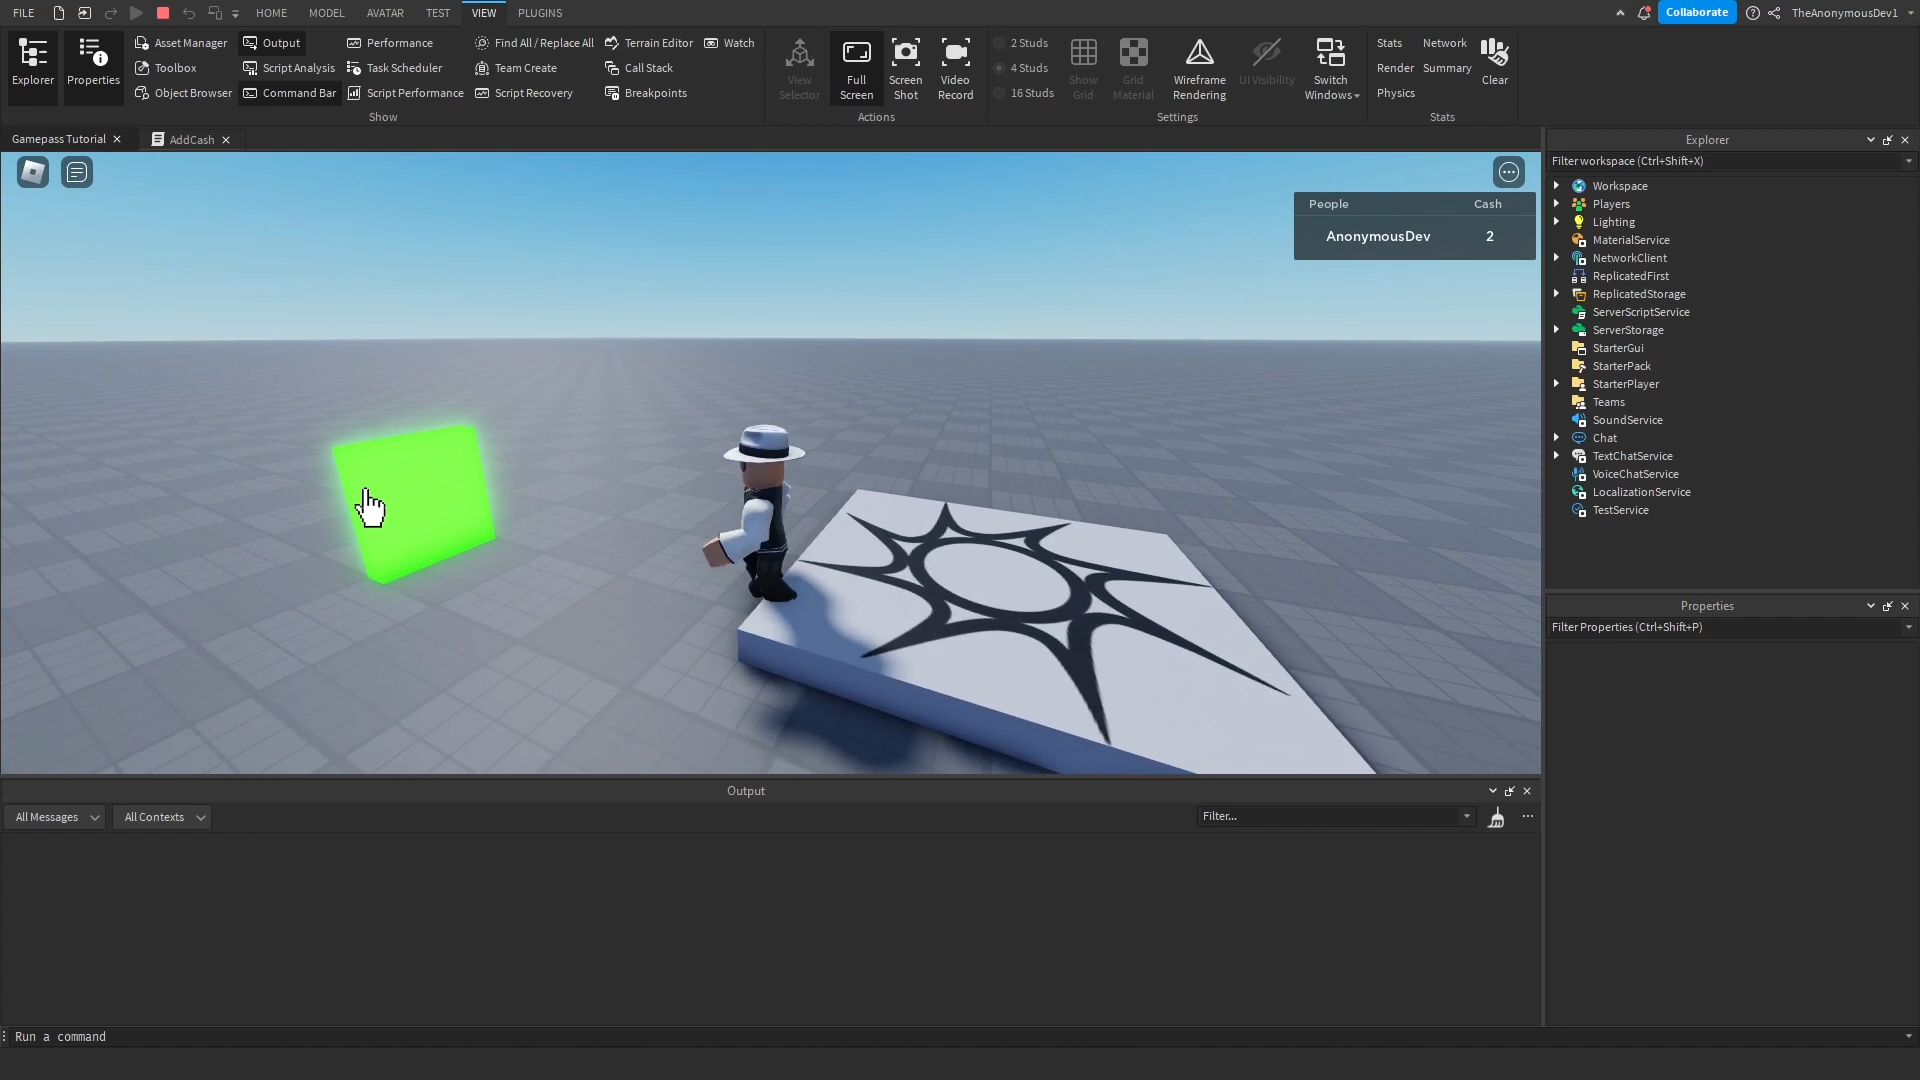 FILE HOME MODEL AVATAR TEST VIEW PLUGINS Collaborate TheAnonymousDev1
Explorer
Properties
Asset Manager
Toolbox
Object Browser
Output
Script Analysis
Command Bar
Performance
Task Scheduler
Script Performance
Find All / Replace All
Team Create
Script Recovery
Terrain Editor
Call Stack
Breakpoints
Watch
Show
View
Selector
Full
Screen
Screen
Shot
Video
Record
Actions
2 Studs
4 Studs
16 Studs
Show
Grid
Grid
Material
Wireframe
Rendering
UI Visibility
Switch
Windows
Settings
Stats
Render
Physics
Network
Summary
Clear
Stats
Gamepass Tutorial
AddCash
People Cash
AnonymousDev 2
Explorer
Filter workspace (Ctrl+Shift+X)
Workspace
Players
Lighting
MaterialService
NetworkClient
ReplicatedFirst
ReplicatedStorage
ServerScriptService
ServerStorage
StarterGui
StarterPack
StarterPlayer
Teams
SoundService
Chat
TextChatService
VoiceChatService
LocalizationService
TestService
Properties
Filter Properties (Ctrl+Shift+P)
Output
All Messages All Contexts Filter...
Run a command